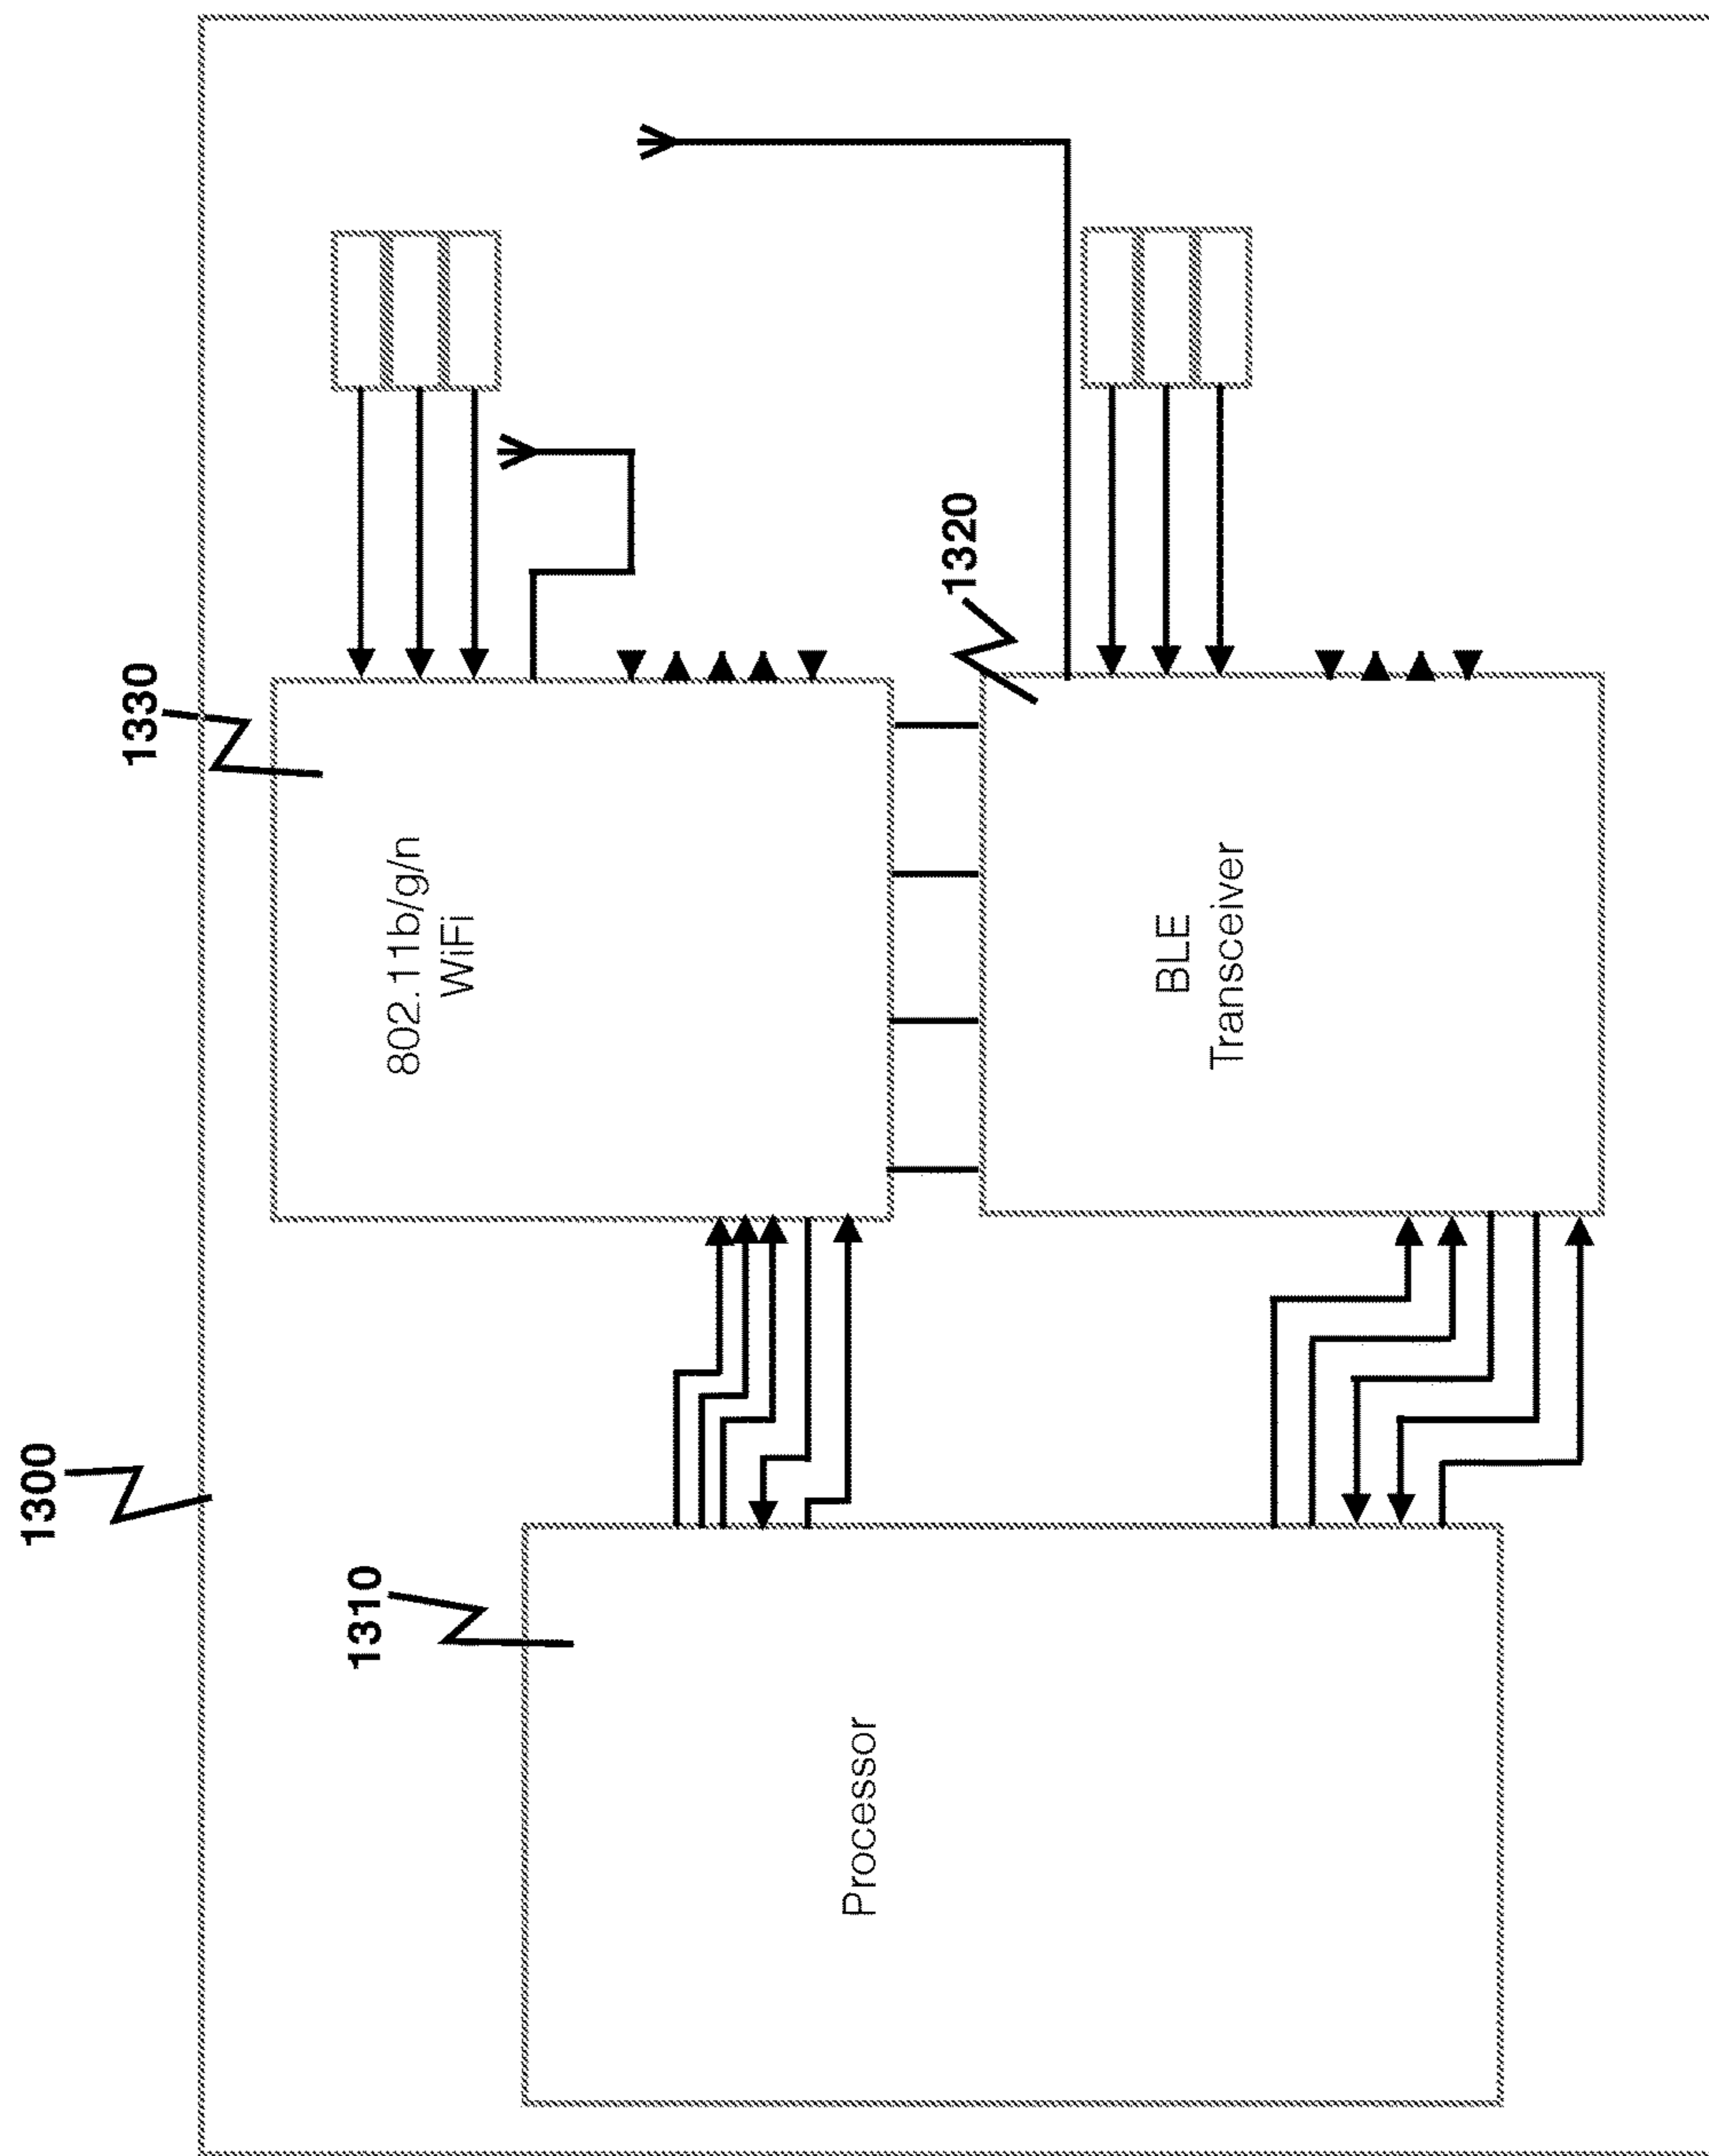 1300
1310
Processor
1330
802.11b/g/n
WiFi
1320
BLE
Transceiver